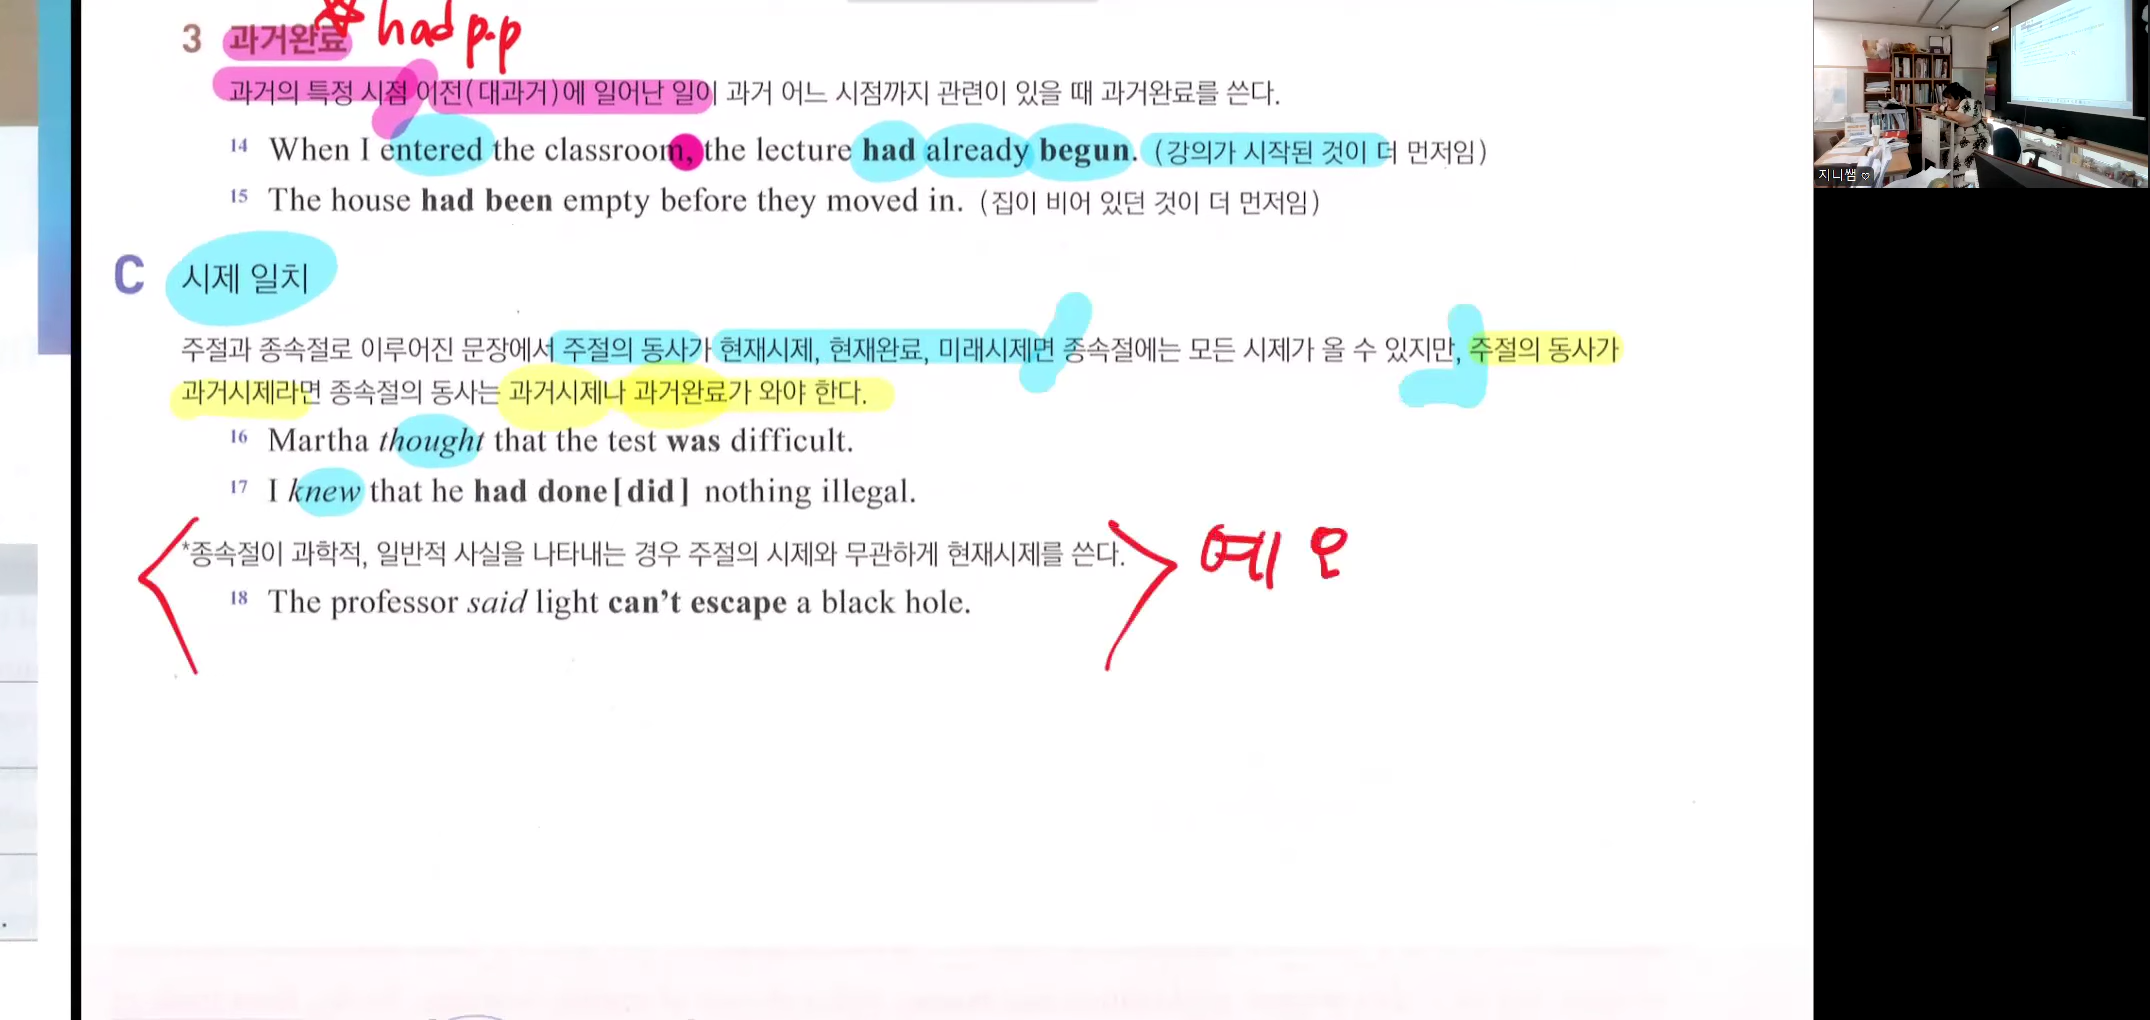 ☆ had p.p
3 과거완료
과거의 특정 시점 이전(대과거)에 일어난 일이 과거 어느 시점까지 관련이 있을 때 과거완료를 쓴다.
14 When I entered the classroom, the lecture had already begun. (강의가 시작된 것이 더 먼저임)
15 The house had been empty before they moved in. (집이 비어 있던 것이 더 먼저임)
C 시제 일치
주절과 종속절로 이루어진 문장에서 주절의 동사가 현재시제, 현재완료, 미래시제면 종속절에는 모든 시제가 올 수 있지만, 주절의 동사가
과거시제라면 종속절의 동사는 과거시제나 과거완료가 와야 한다.
16 Martha thought that the test was difficult.
17 I knew that he had done[did] nothing illegal.
*종속절이 과학적, 일반적 사실을 나타내는 경우 주절의 시제와 무관하게 현재시제를 쓴다.
예외
18 The professor said light can't escape a black hole.
지니쌤♡